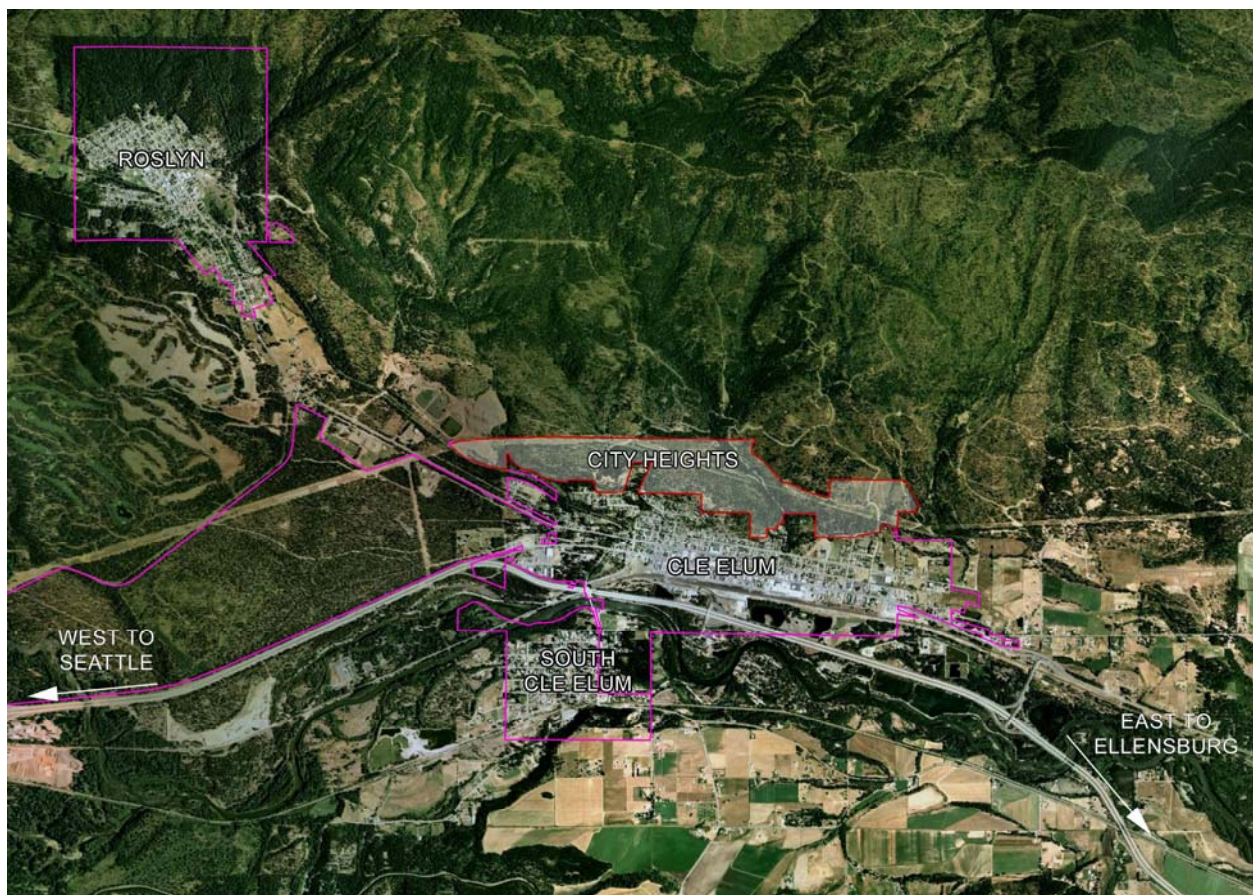 ROSLYN
CITY HEIGHTS
CLE ELUM
WEST TO
SEATTLE
SOUTH
CLE ELUM
EAST TO
ELLENSBURG